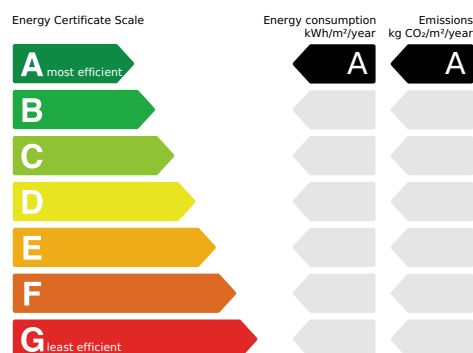 Energy Certificate Scale
Energy consumption
kWh/m²/year
Emissions
kg CO₂/m²/year
A most efficient
A
A
B
C
D
E
F
G least efficient